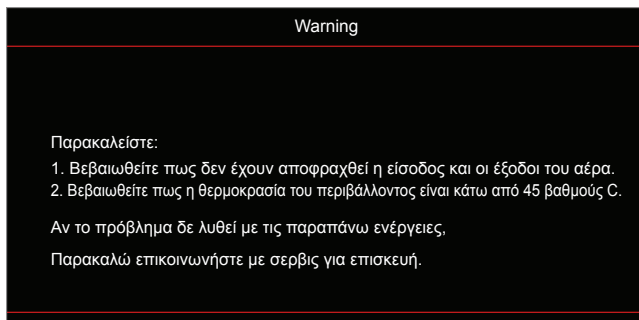 Warning
Παρακαλείστε:
1. Βεβαιωθείτε πως δεν έχουν αποφραχθεί η είσοδος και οι έξοδοι του αέρα.
2. Βεβαιωθείτε πως η θερμοκρασία του περιβάλλοντος είναι κάτω από 45 βαθμούς C.
Αν το πρόβλημα δε λυθεί με τις παραπάνω ενέργειες,
Παρακαλώ επικοινωνήστε με σερβις για επισκευή.